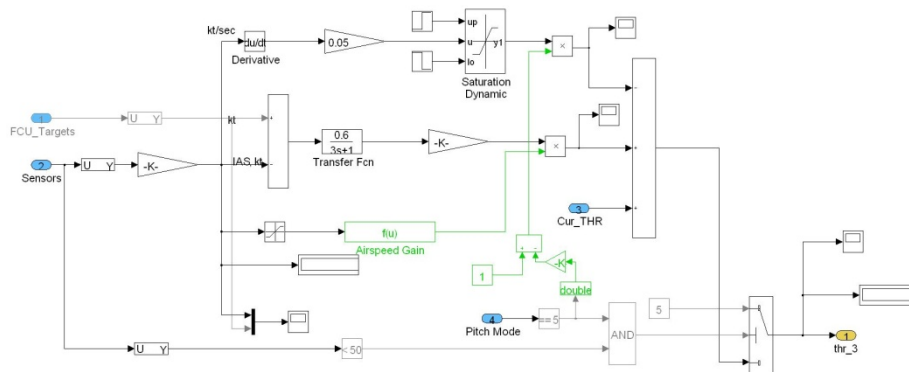 kt/sec
du/dt
Derivative
0.05
up
u
lo
y1
Saturation
Dynamic
×
1
FCU_Targets
U Y
kt
+
-
0.6
3s+1
Transfer Fcn
-K-
×
-
+
+
2
Sensors
U Y
-K-
IAS, kt
3
Cur_THR
f(u)
Airspeed Gain
+ -
-K-
1
double
4
Pitch Mode
== 5
AND
5
U Y
< 50
1
thr_3